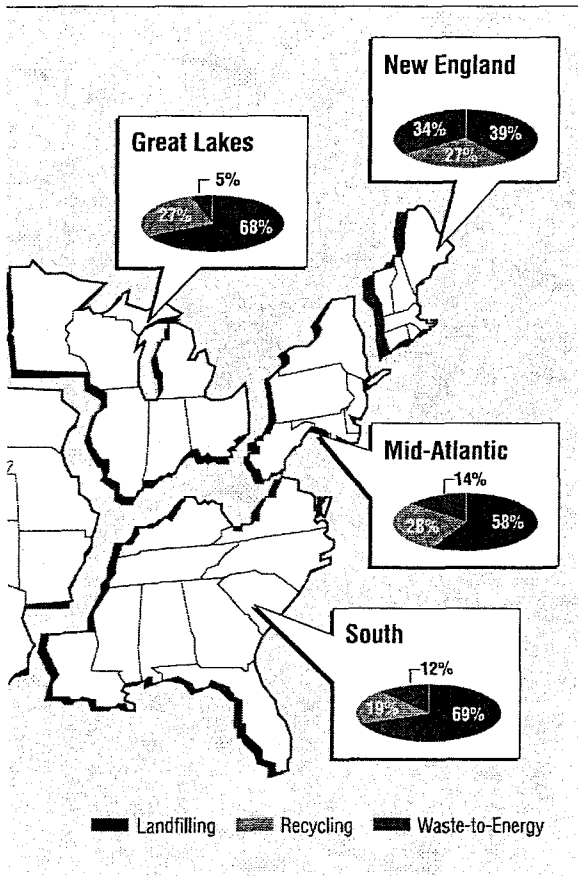 New England
34%
39%
27%
Great Lakes
5%
27%
68%
Mid-Atlantic
14%
28%
58%
South
12%
19%
69%
Landfilling Recycling Waste-to-Energy